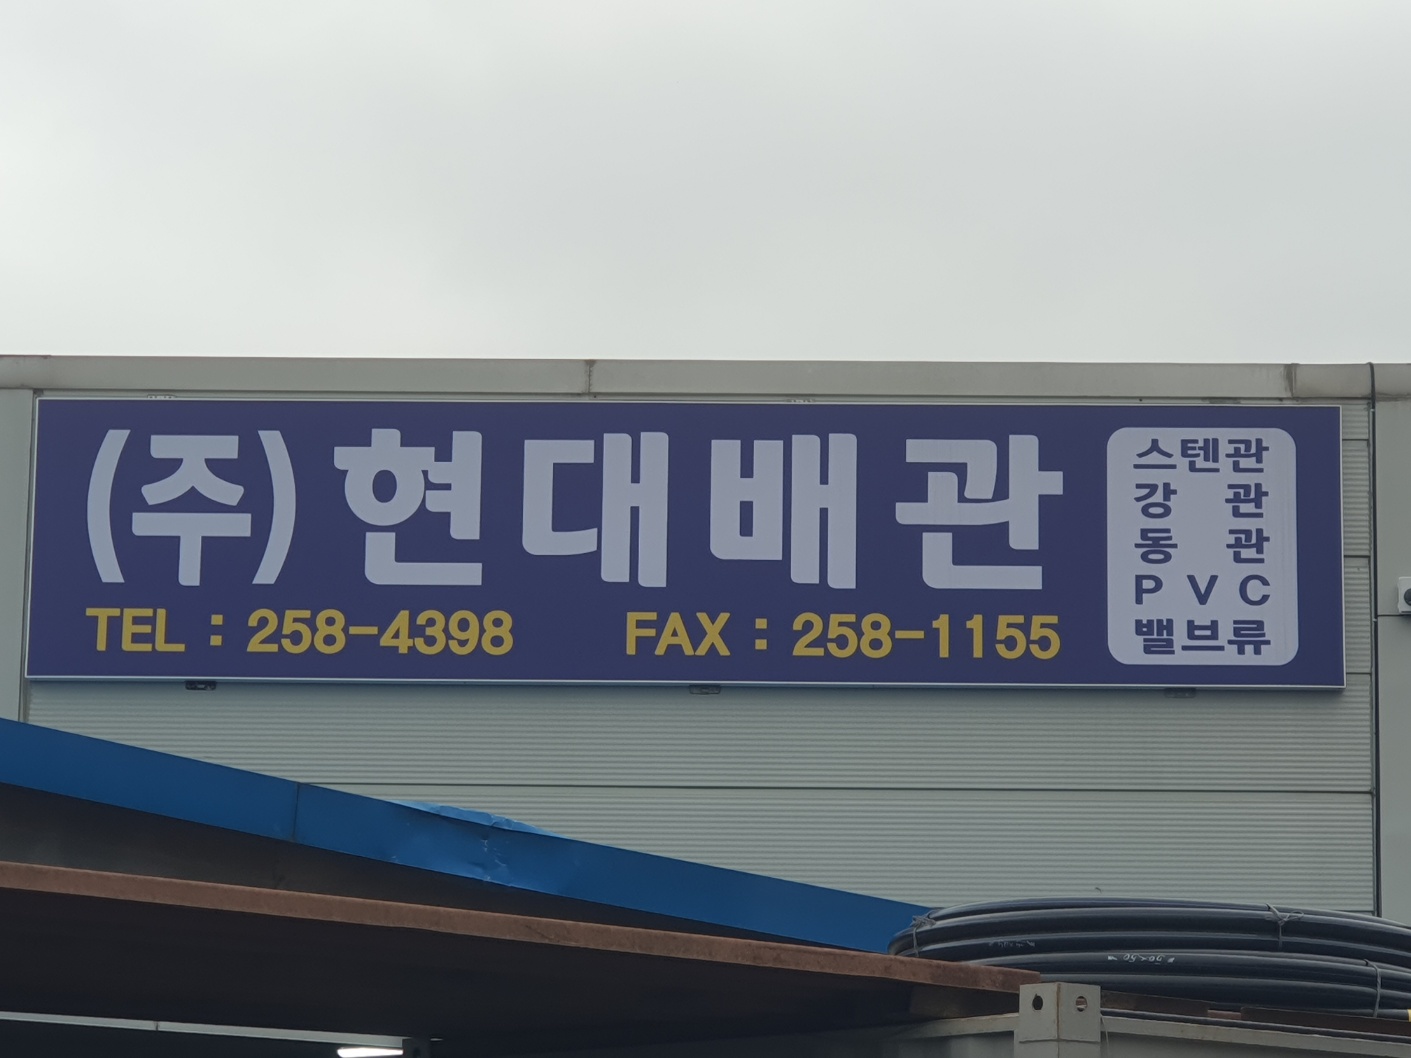 (주)현대배관
TEL : 258-4398 FAX : 258-1155
스텐관
강 관
동 관
P V C
밸브류